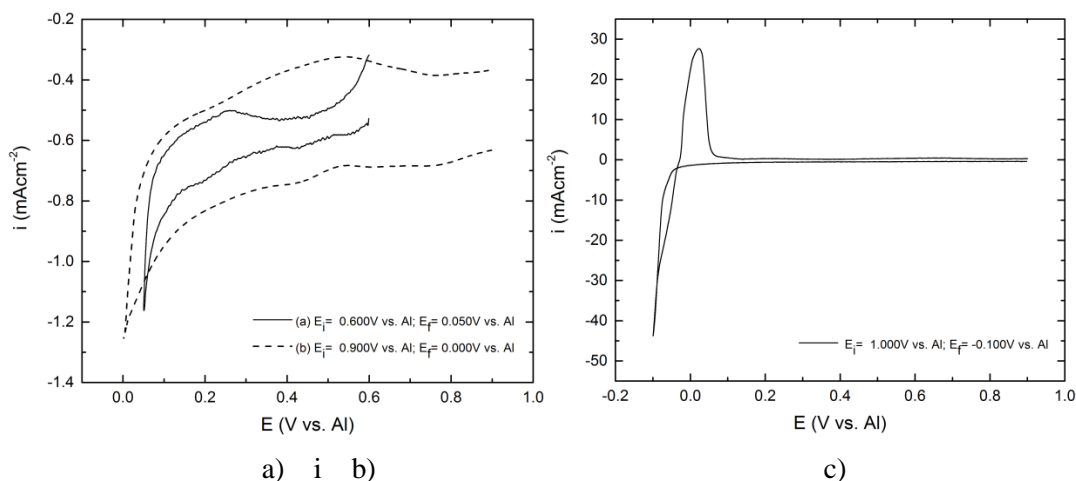 -0.2
-0.4
-0.6
-0.8
-1.0
-1.2
-1.4
i (mAcm-2)
(a) Ei= 0.600V vs. Al; Ef= 0.050V vs. Al
(b) Ei= 0.900V vs. Al; Ef= 0.000V vs. Al
0.0 0.2 0.4 0.6 0.8 1.0
E (V vs. Al)
a) i b)
30
20
10
0
-10
-20
-30
-40
-50
i (mAcm-2)
Ei= 1.000V vs. Al; Ef= -0.100V vs. Al
-0.2 0.0 0.2 0.4 0.6 0.8 1.0
E (V vs. Al)
c)